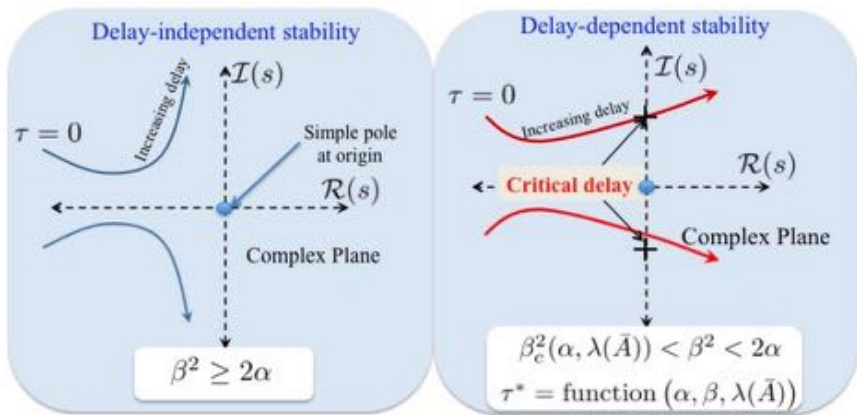 Delay-independent stability
𝓘(s)
τ = 0
Increasing delay
Simple pole
at origin
𝓡(s)
Complex Plane
β² ≥ 2α
Delay-dependent stability
𝓘(s)
τ = 0
Increasing delay
Critical delay
𝓡(s)
Complex Plane
β_c²(α, λ(Ā)) < β² < 2α
τ* = function (α, β, λ(Ā))